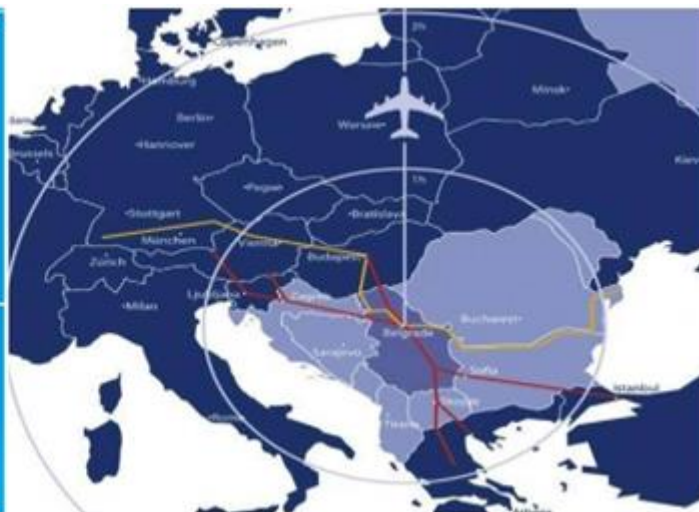 2h
Copenhagen
Hamburg
Minsk
Berlin
Warsaw
Hannover
Brussels
1h
Prague
Stuttgart
Bratislava
München
Vienna
Budapest
Zürich
Ljubljana
Zagreb
Milan
Bucharest
Belgrade
Sarajevo
Sofia
Istanbul
Skopje
Tirana
Rome